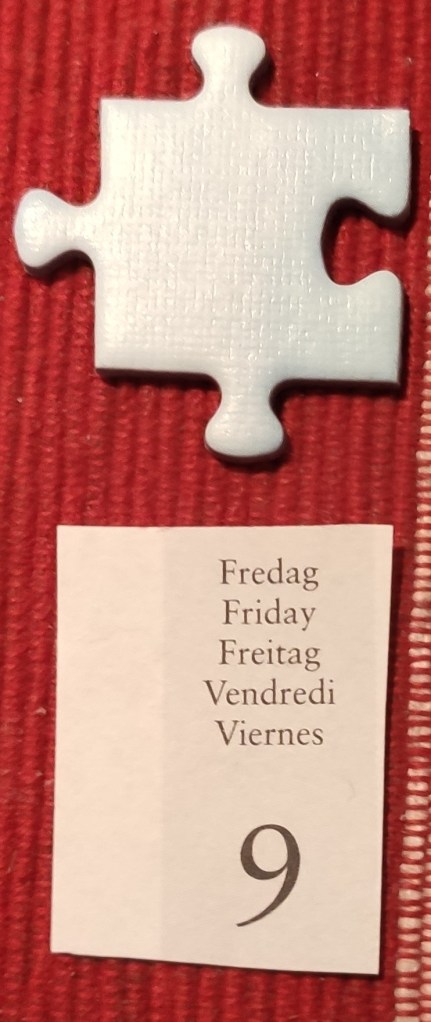 Fredag
Friday
Freitag
Vendredi
Viernes
9